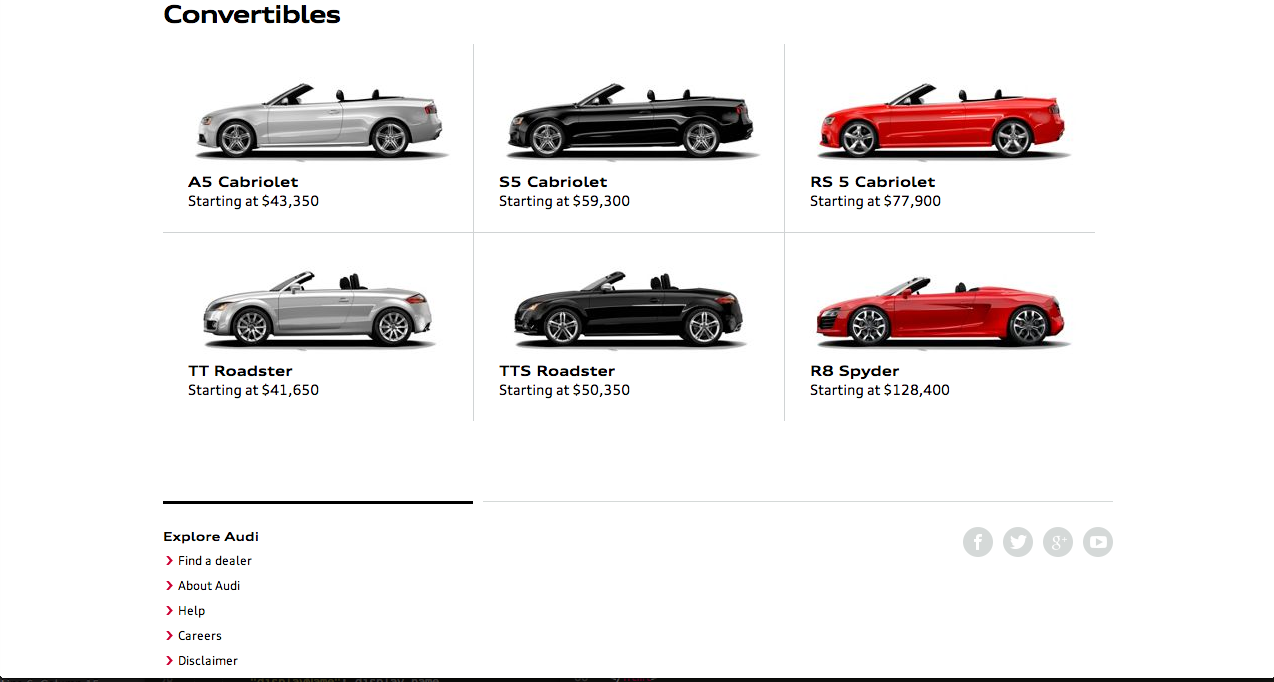 Convertibles
A5 Cabriolet
Starting at $43,350
S5 Cabriolet
Starting at $59,300
RS 5 Cabriolet
Starting at $77,900
TT Roadster
Starting at $41,650
TTS Roadster
Starting at $50,350
R8 Spyder
Starting at $128,400
Explore Audi
Find a dealer
About Audi
Help
Careers
Disclaimer